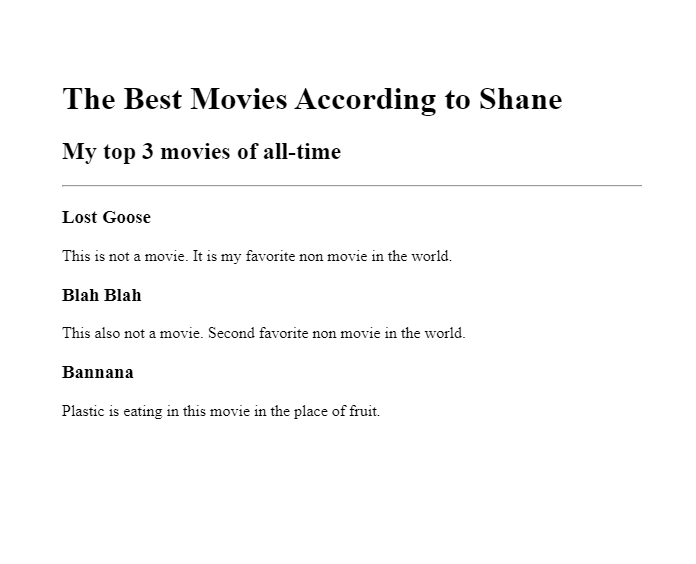 The Best Movies According to Shane
My top 3 movies of all-time
Lost Goose
This is not a movie. It is my favorite non movie in the world.
Blah Blah
This also not a movie. Second favorite non movie in the world.
Bannana
Plastic is eating in this movie in the place of fruit.